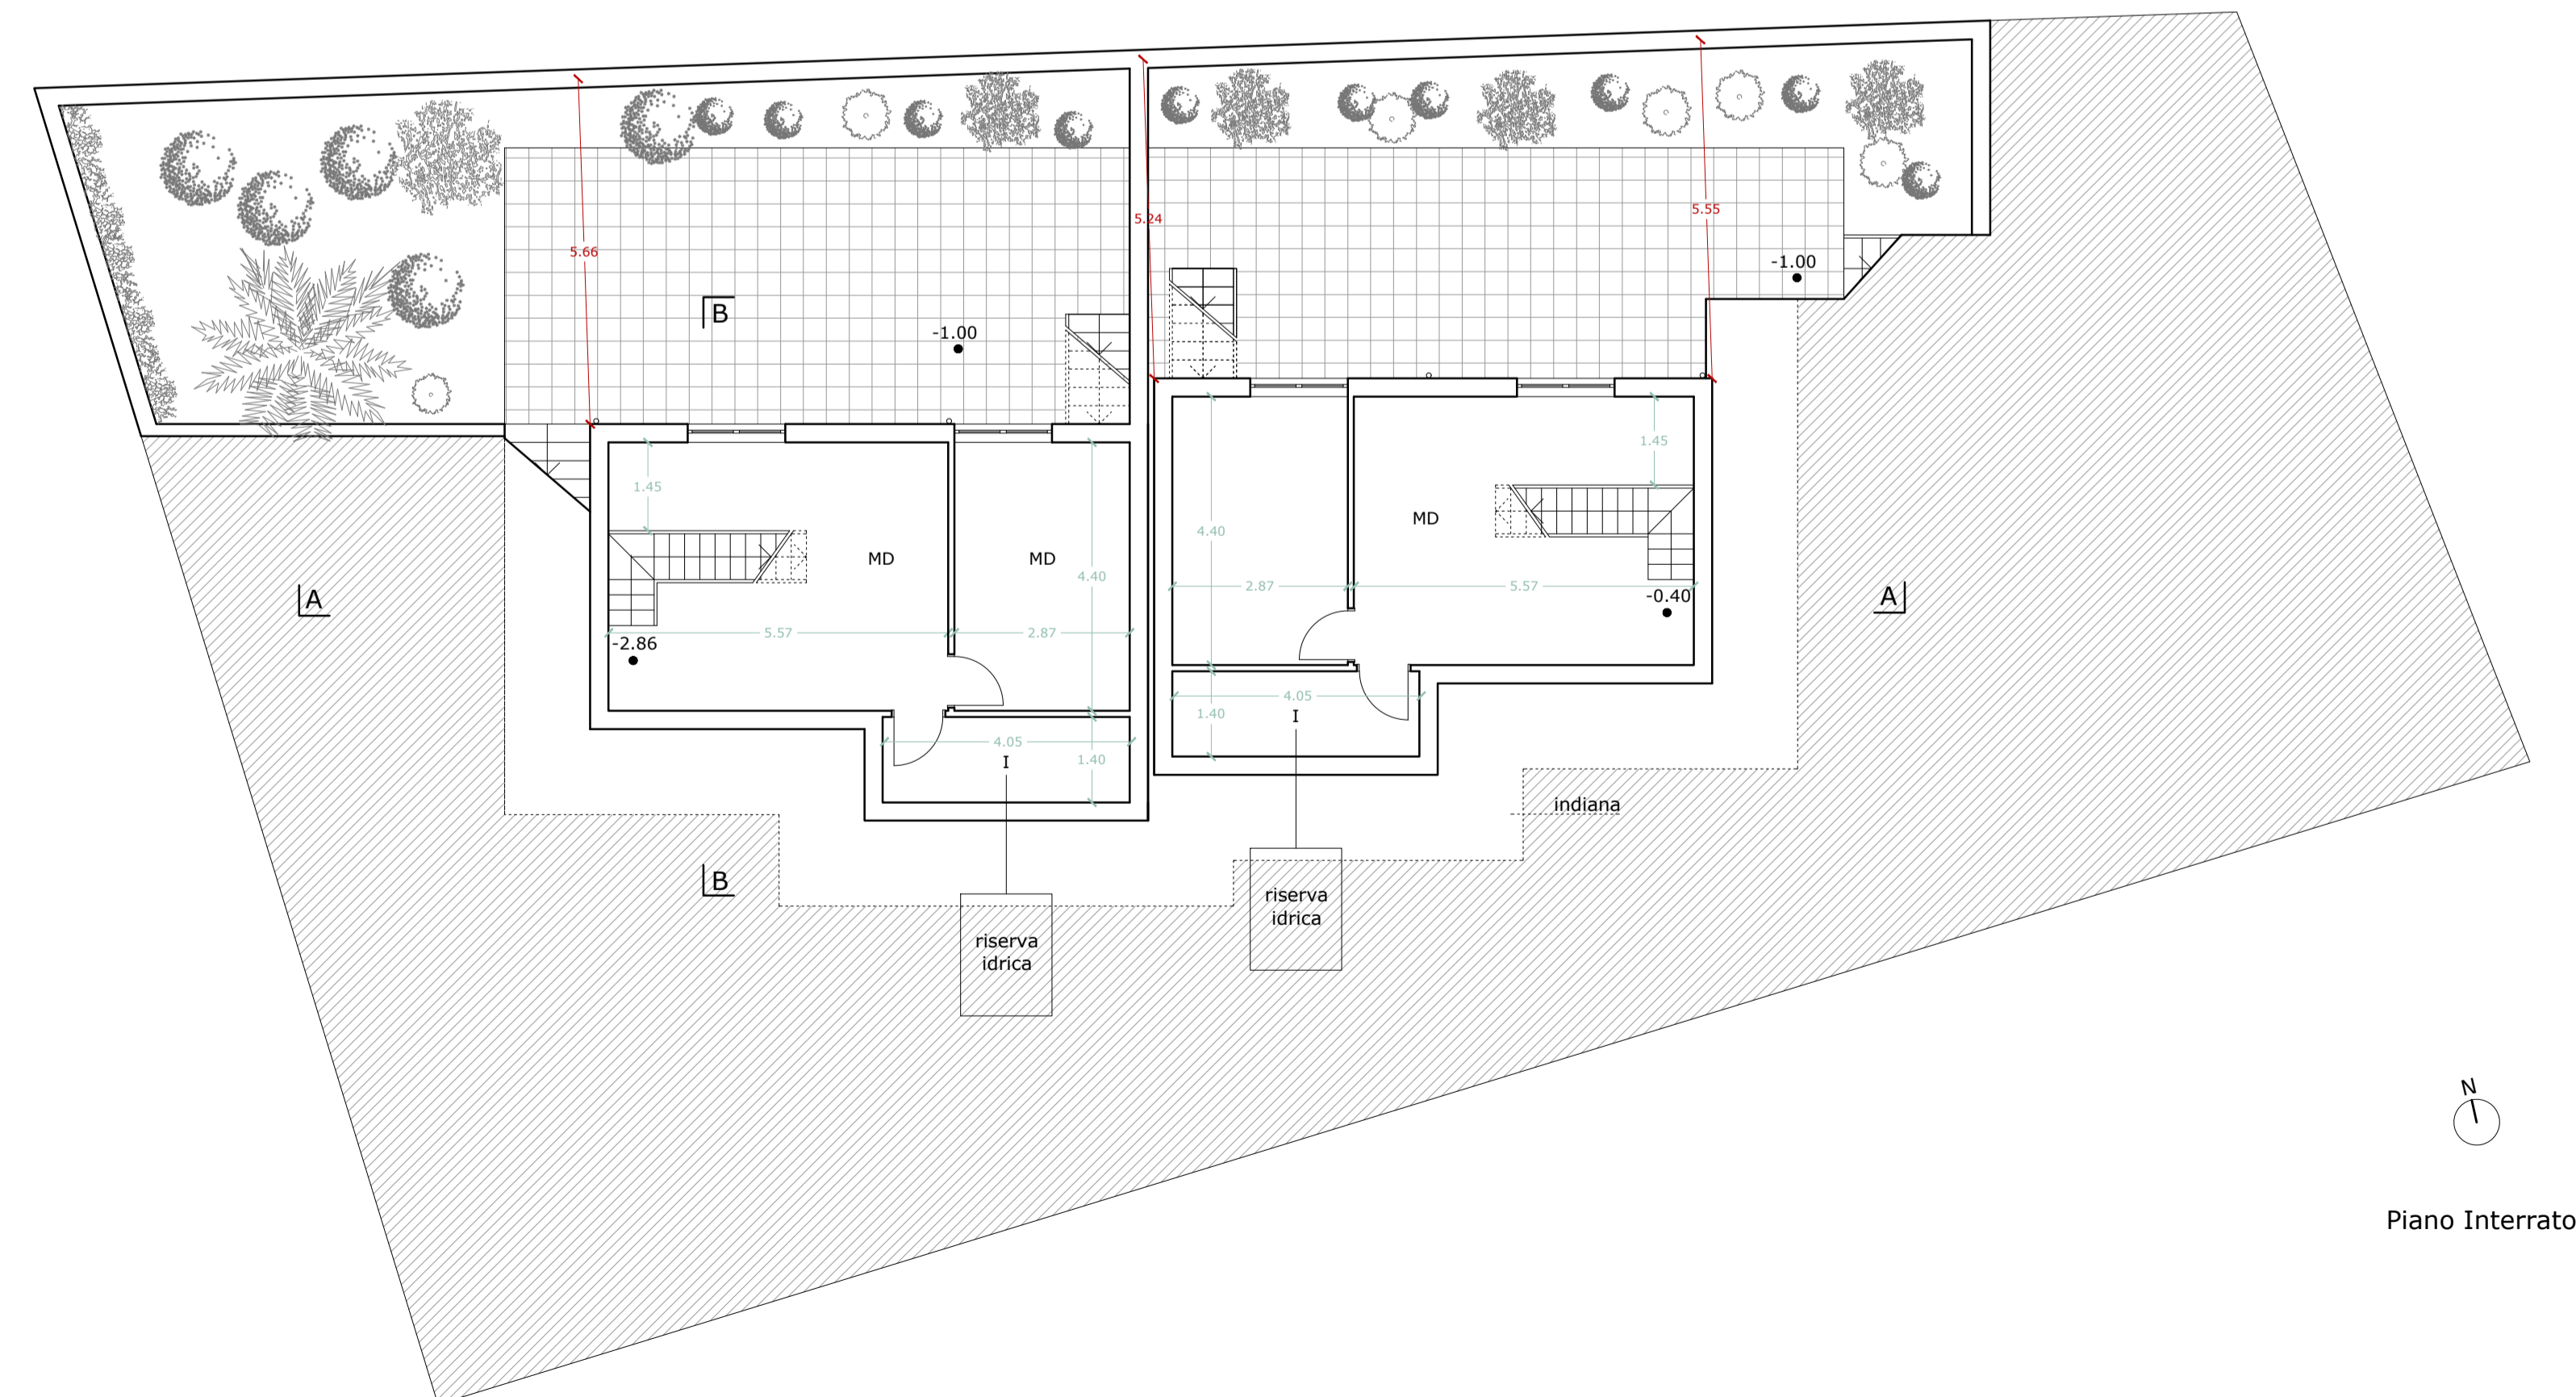 5.66
5.24
5.55
-1.00
B
-1.00
1.45
MD
MD
4.40
5.57
2.87
-2.86
4.05
I
1.40
A
1.45
MD
4.40
2.87
5.57
-0.40
4.05
1.40
I
A
indiana
B
riserva
idrica
riserva
idrica
N
Piano Interrato